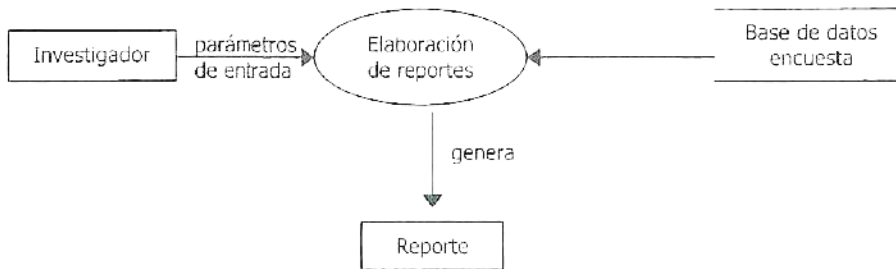 Investigador
parámetros
de entrada
Elaboración
de reportes
Base de datos
encuesta
genera
Reporte